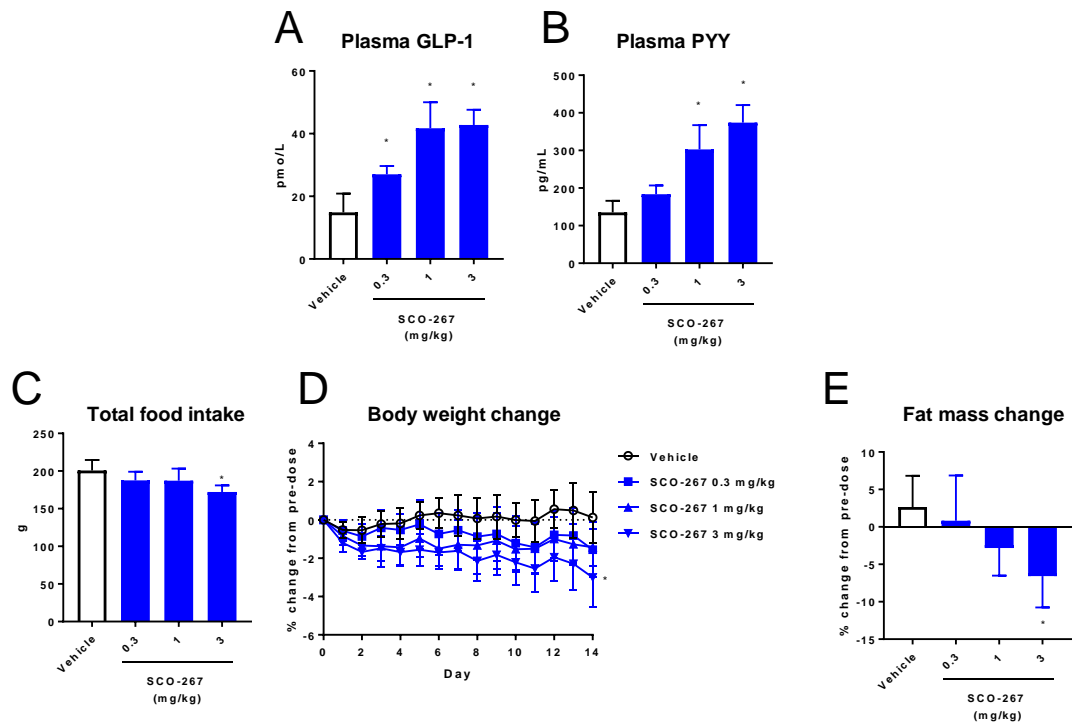 A
Plasma GLP-1
60
40
20
0
pmo/L
*
*
*
Vehicle
0.3
1
3
SCO-267
(mg/kg)
B
Plasma PYY
500
400
300
200
100
0
pg/mL
*
*
Vehicle
0.3
1
3
SCO-267
(mg/kg)
C
Total food intake
250
200
150
100
50
0
g
*
Vehicle
0.3
1
3
SCO-267
(mg/kg)
D
Body weight change
4
2
0
-2
-4
-6
% change from pre-dose
0
2
4
6
8
10
12
14
Day
*
Vehicle
SCO-267 0.3 mg/kg
SCO-267 1 mg/kg
SCO-267 3 mg/kg
E
Fat mass change
10
5
0
-5
-10
-15
% change from pre-dose
*
Vehicle
0.3
1
3
SCO-267
(mg/kg)